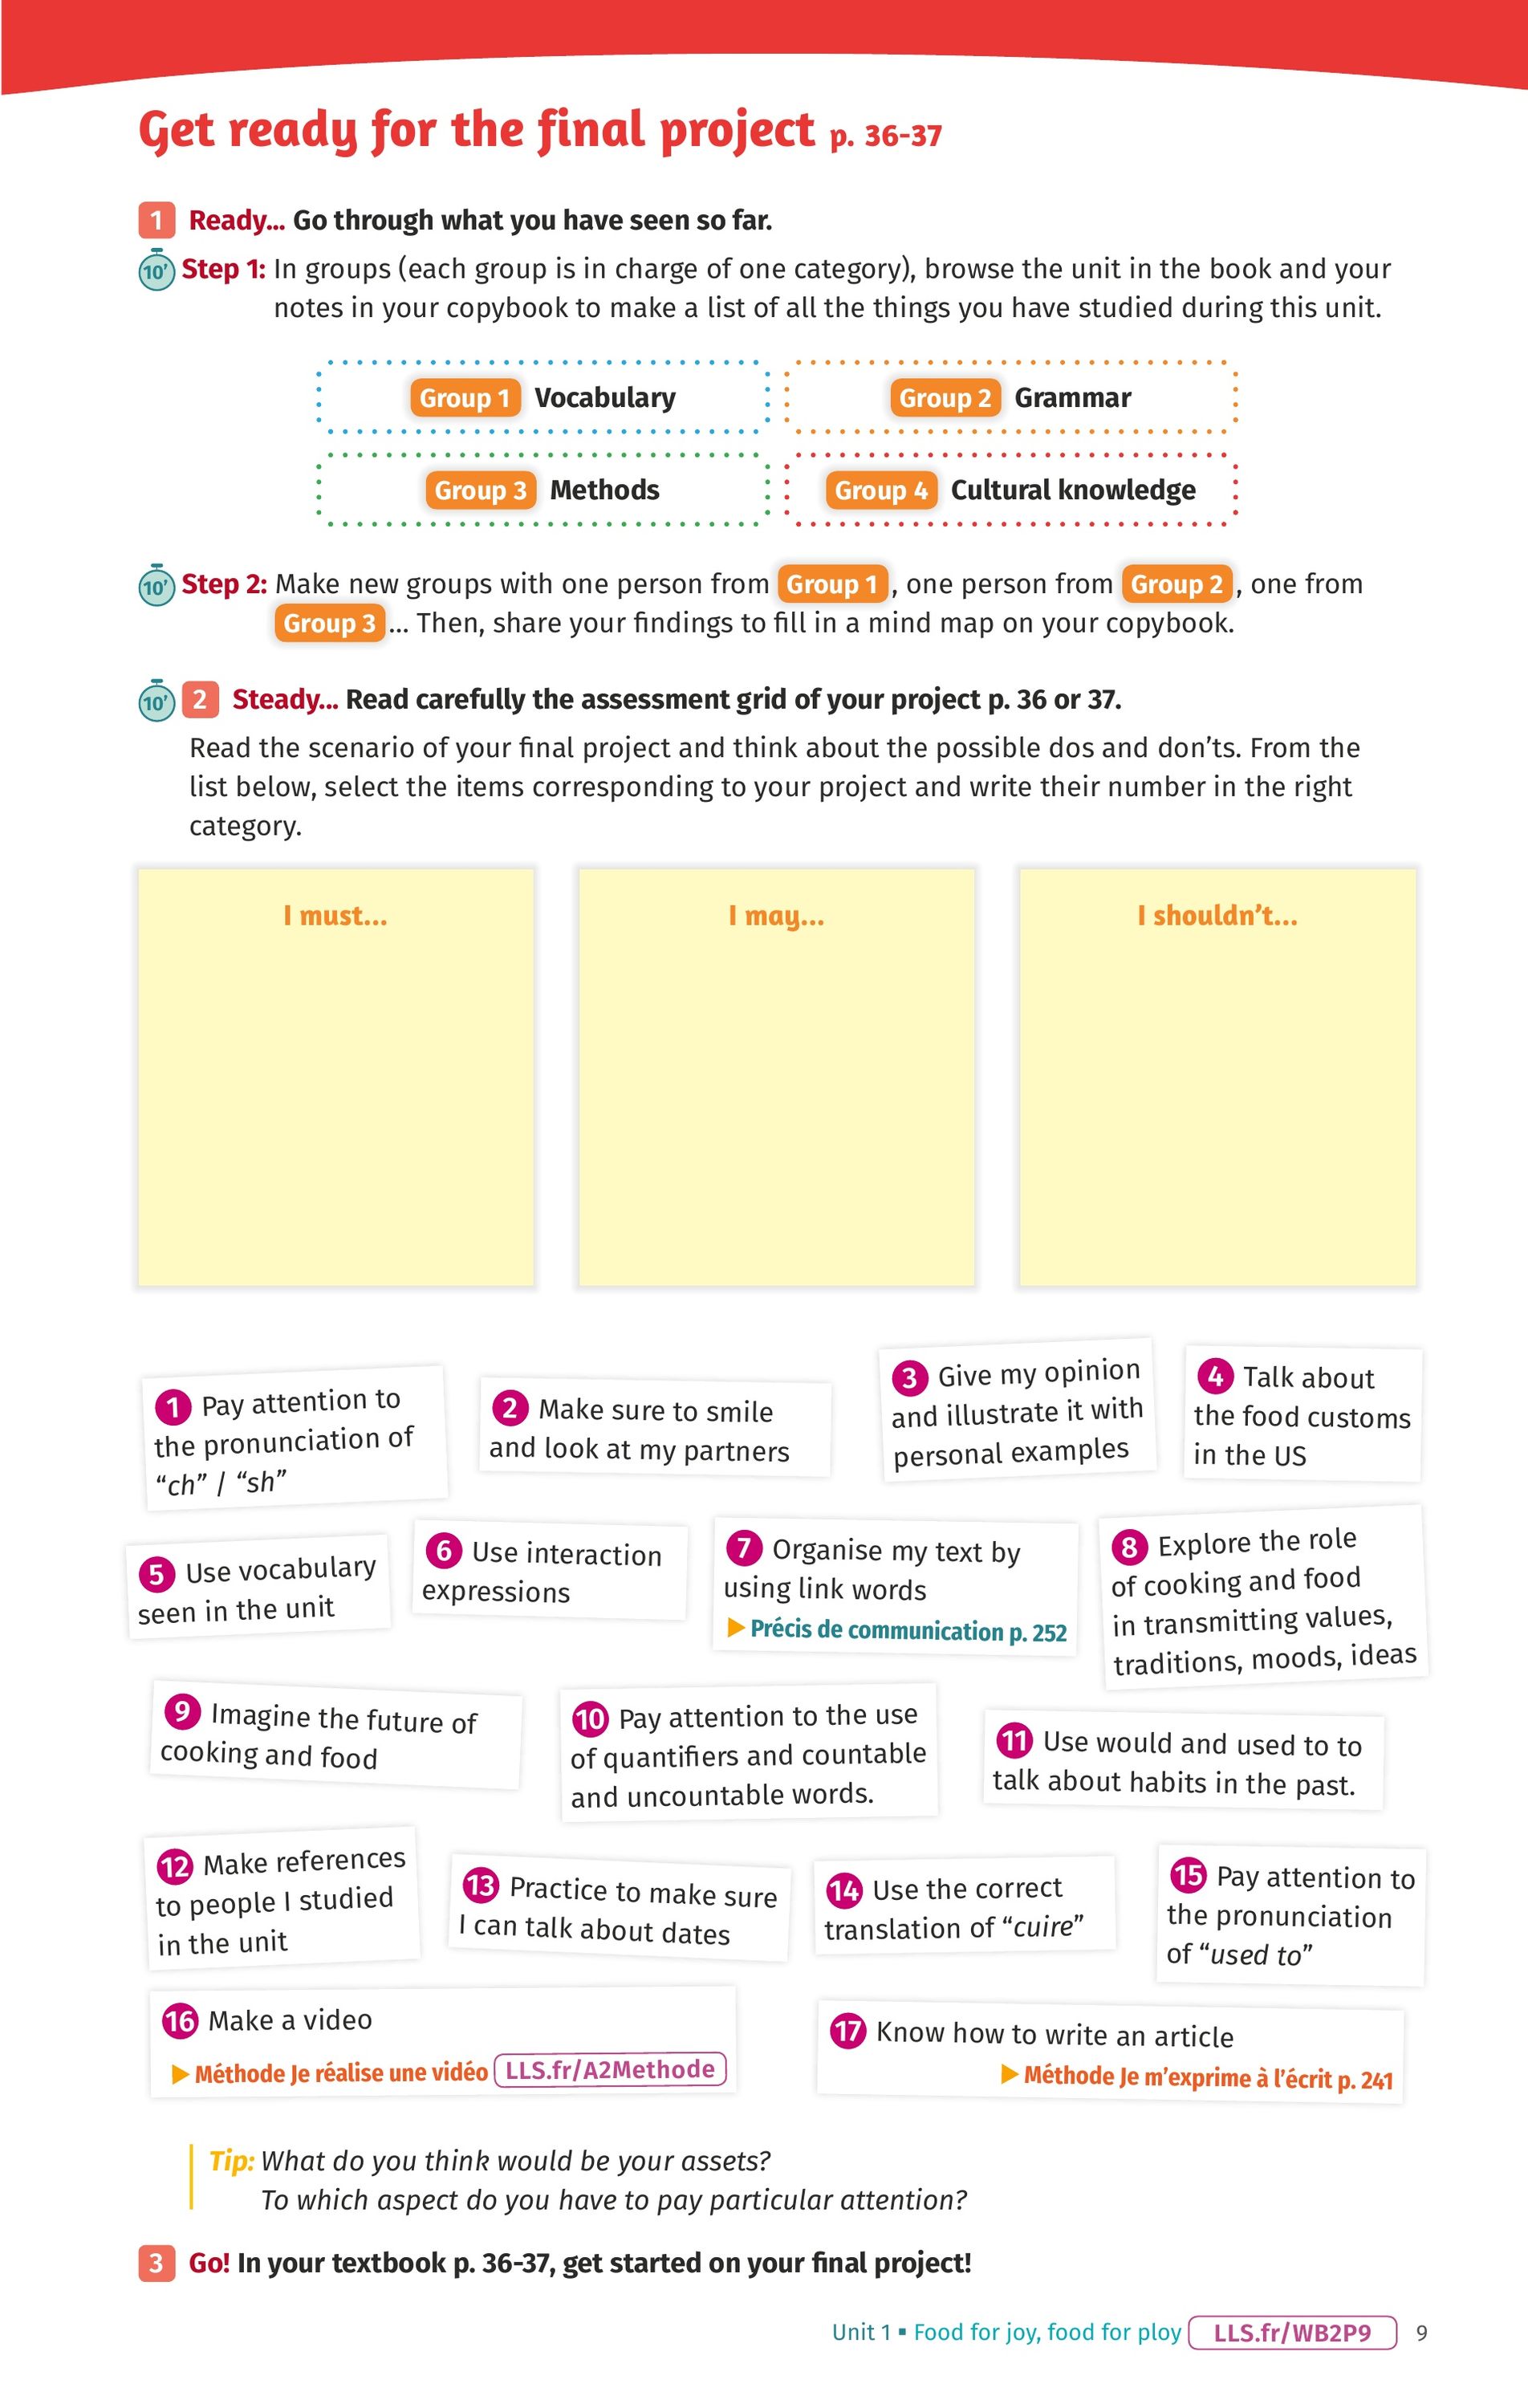 Get ready for the final project p. 36-37
1 Ready... Go through what you have seen so far.
10' Step 1: In groups (each group is in charge of one category), browse the unit in the book and your
notes in your copybook to make a list of all the things you have studied during this unit.
Group 1 Vocabulary
Group 2 Grammar
Group 3 Methods
Group 4 Cultural knowledge
10' Step 2: Make new groups with one person from Group 1, one person from Group 2, one from
Group 3... Then, share your findings to fill in a mind map on your copybook.
10' 2 Steady... Read carefully the assessment grid of your project p. 36 or 37.
Read the scenario of your final project and think about the possible dos and don'ts. From the
list below, select the items corresponding to your project and write their number in the right
category.
I must...
I may...
I shouldn't...
1 Pay attention to
the pronunciation of
"ch" / "sh"
2 Make sure to smile
and look at my partners
3 Give my opinion
and illustrate it with
personal examples
4 Talk about
the food customs
in the US
5 Use vocabulary
seen in the unit
6 Use interaction
expressions
7 Organise my text by
using link words
▶ Précis de communication p. 252
8 Explore the role
of cooking and food
in transmitting values,
traditions, moods, ideas
9 Imagine the future of
cooking and food
10 Pay attention to the use
of quantifiers and countable
and uncountable words.
11 Use would and used to to
talk about habits in the past.
12 Make references
to people I studied
in the unit
13 Practice to make sure
I can talk about dates
14 Use the correct
translation of "cuire"
15 Pay attention to
the pronunciation
of "used to"
16 Make a video
▶ Méthode Je réalise une vidéo LLS.fr/A2Methode
17 Know how to write an article
▶ Méthode Je m'exprime à l'écrit p. 241
Tip: What do you think would be your assets?
To which aspect do you have to pay particular attention?
3 Go! In your textbook p. 36-37, get started on your final project!
Unit 1 ▪ Food for joy, food for ploy LLS.fr/WB2P9 9